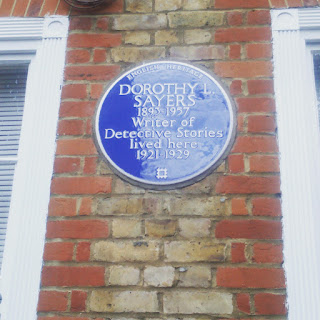 ENGLISH HERITAGE
DOROTHY L.
SAYERS
1893-1957
Writer of
Detective Stories
lived here
1921-1929